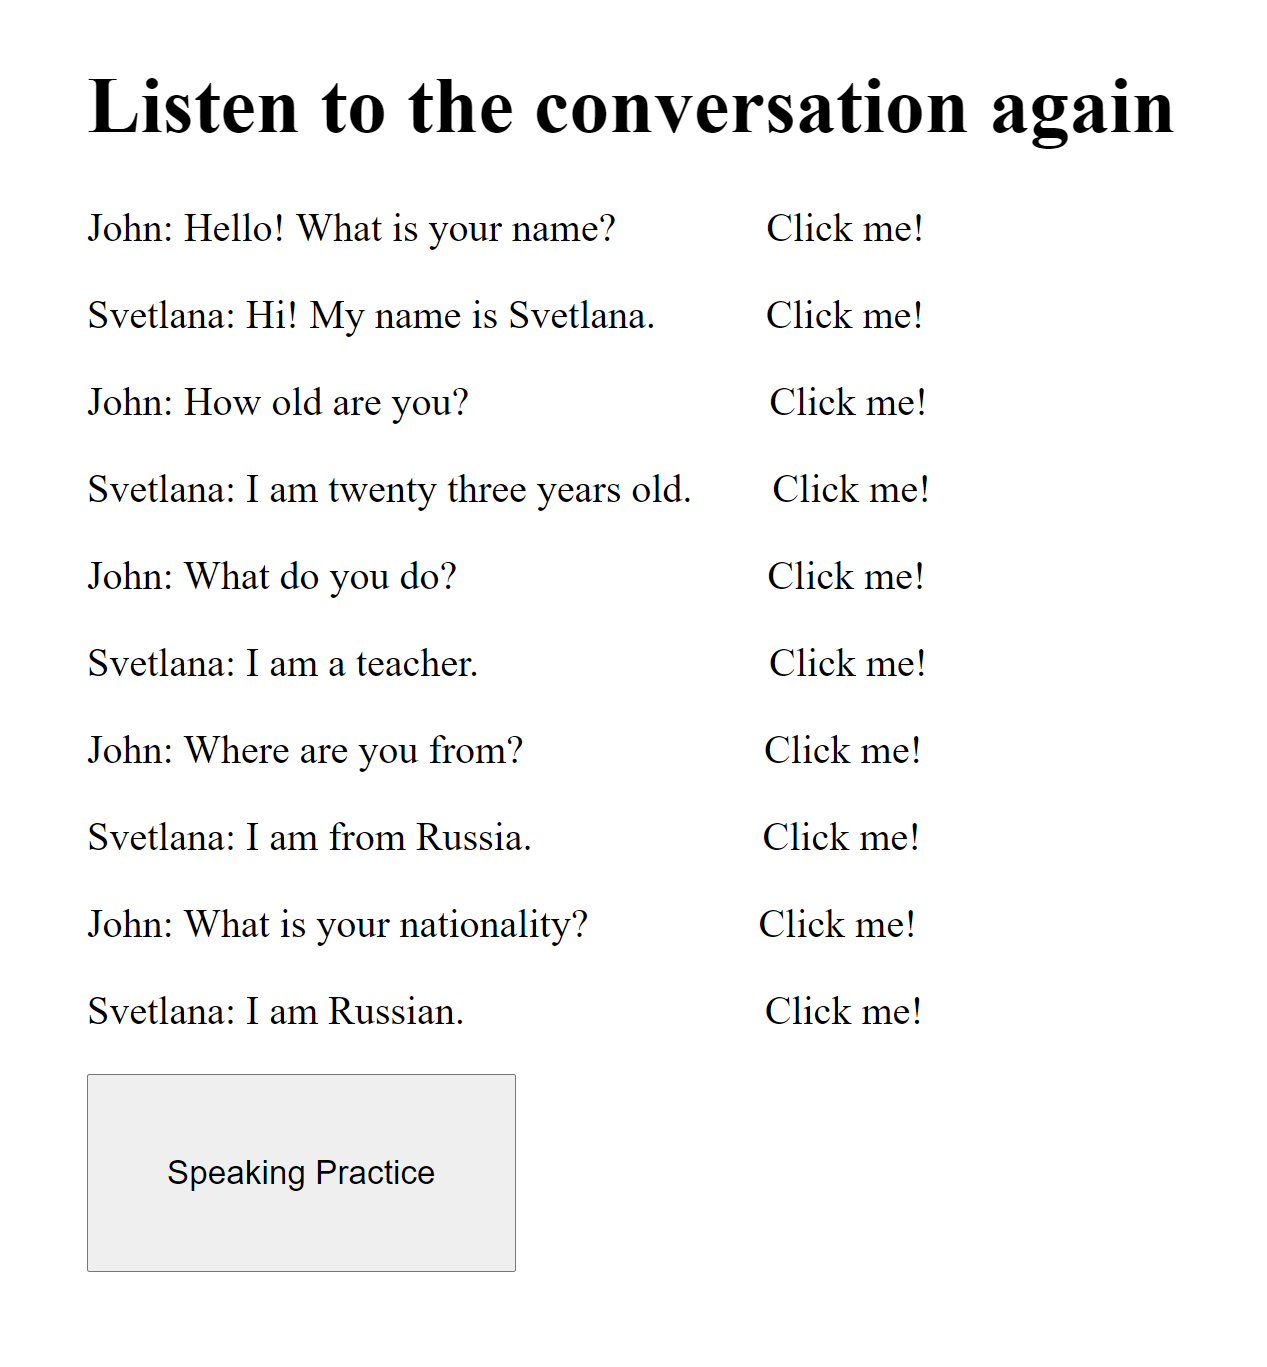 Listen to the conversation again
John: Hello! What is your name? Click me!
Svetlana: Hi! My name is Svetlana. Click me!
John: How old are you? Click me!
Svetlana: I am twenty three years old. Click me!
John: What do you do? Click me!
Svetlana: I am a teacher. Click me!
John: Where are you from? Click me!
Svetlana: I am from Russia. Click me!
John: What is your nationality? Click me!
Svetlana: I am Russian. Click me!
Speaking Practice